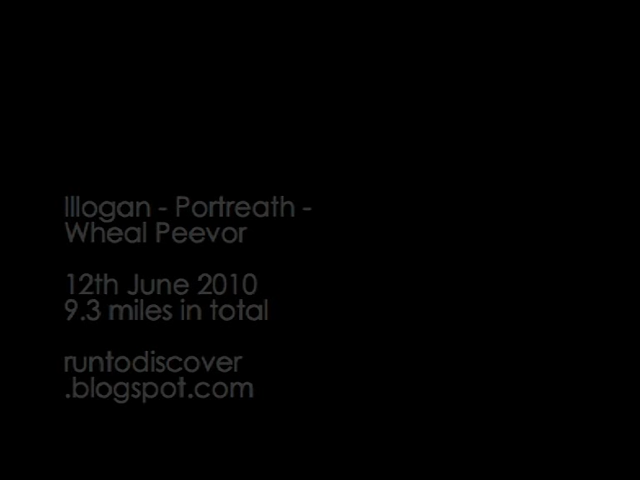 Illogan - Portreath -
Wheal Peevor
12th June 2010
9.3 miles in total
runtodiscover
.blogspot.com